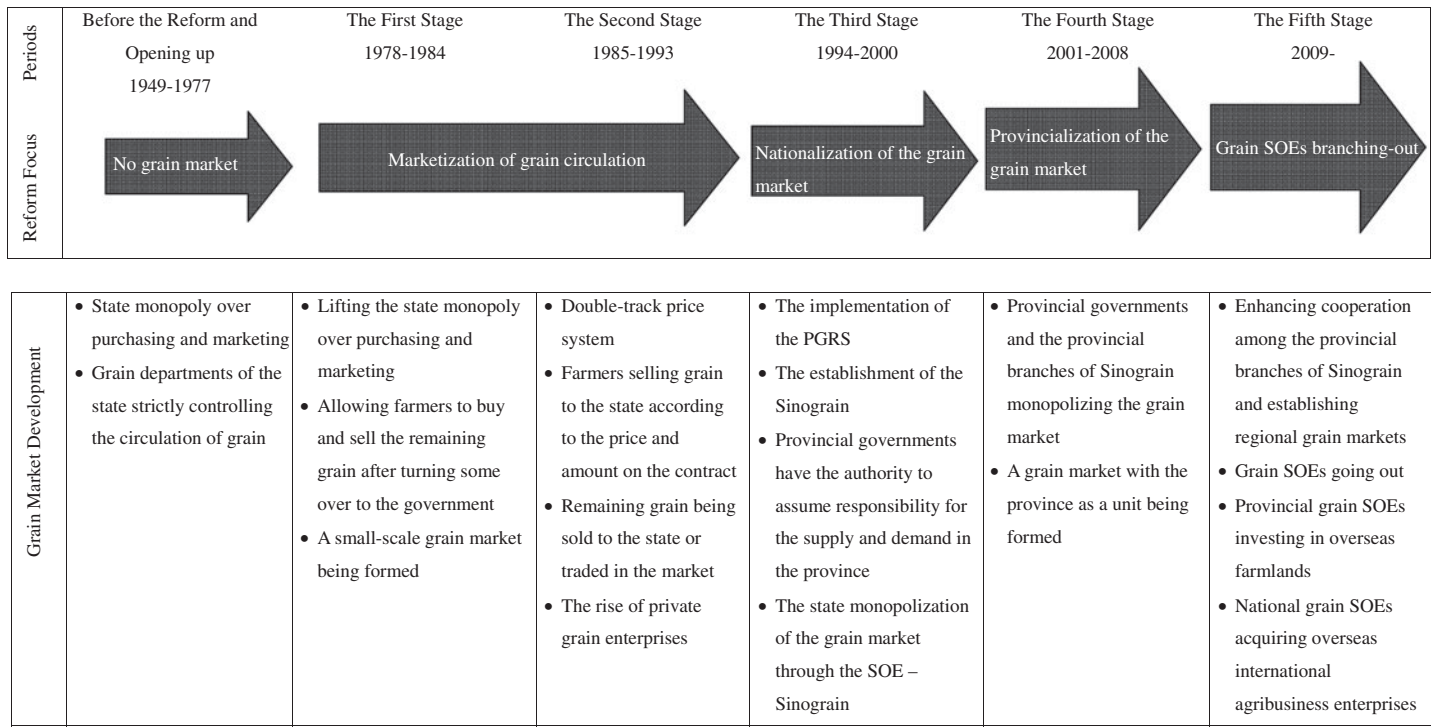 Periods
Before the Reform and
Opening up
1949-1977
The First Stage
1978-1984
The Second Stage
1985-1993
The Third Stage
1994-2000
The Fourth Stage
2001-2008
The Fifth Stage
2009-
Reform Focus
No grain market
Marketization of grain circulation
Nationalization of the grain
market
Provincialization of the
grain market
Grain SOEs branching-out
Grain Market Development
• State monopoly over
purchasing and marketing
• Grain departments of the
state strictly controlling
the circulation of grain
• Lifting the state monopoly
over purchasing and
marketing
• Allowing farmers to buy
and sell the remaining
grain after turning some
over to the government
• A small-scale grain market
being formed
• Double-track price
system
• Farmers selling grain
to the state according
to the price and
amount on the contract
• Remaining grain being
sold to the state or
traded in the market
• The rise of private
grain enterprises
• The implementation of
the PGRS
• The establishment of the
Sinograin
• Provincial governments
have the authority to
assume responsibility for
the supply and demand in
the province
• The state monopolization
of the grain market
through the SOE –
Sinograin
• Provincial governments
and the provincial
branches of Sinograin
monopolizing the grain
market
• A grain market with the
province as a unit being
formed
• Enhancing cooperation
among the provincial
branches of Sinograin
and establishing
regional grain markets
• Grain SOEs going out
• Provincial grain SOEs
investing in overseas
farmlands
• National grain SOEs
acquiring overseas
international
agribusiness enterprises